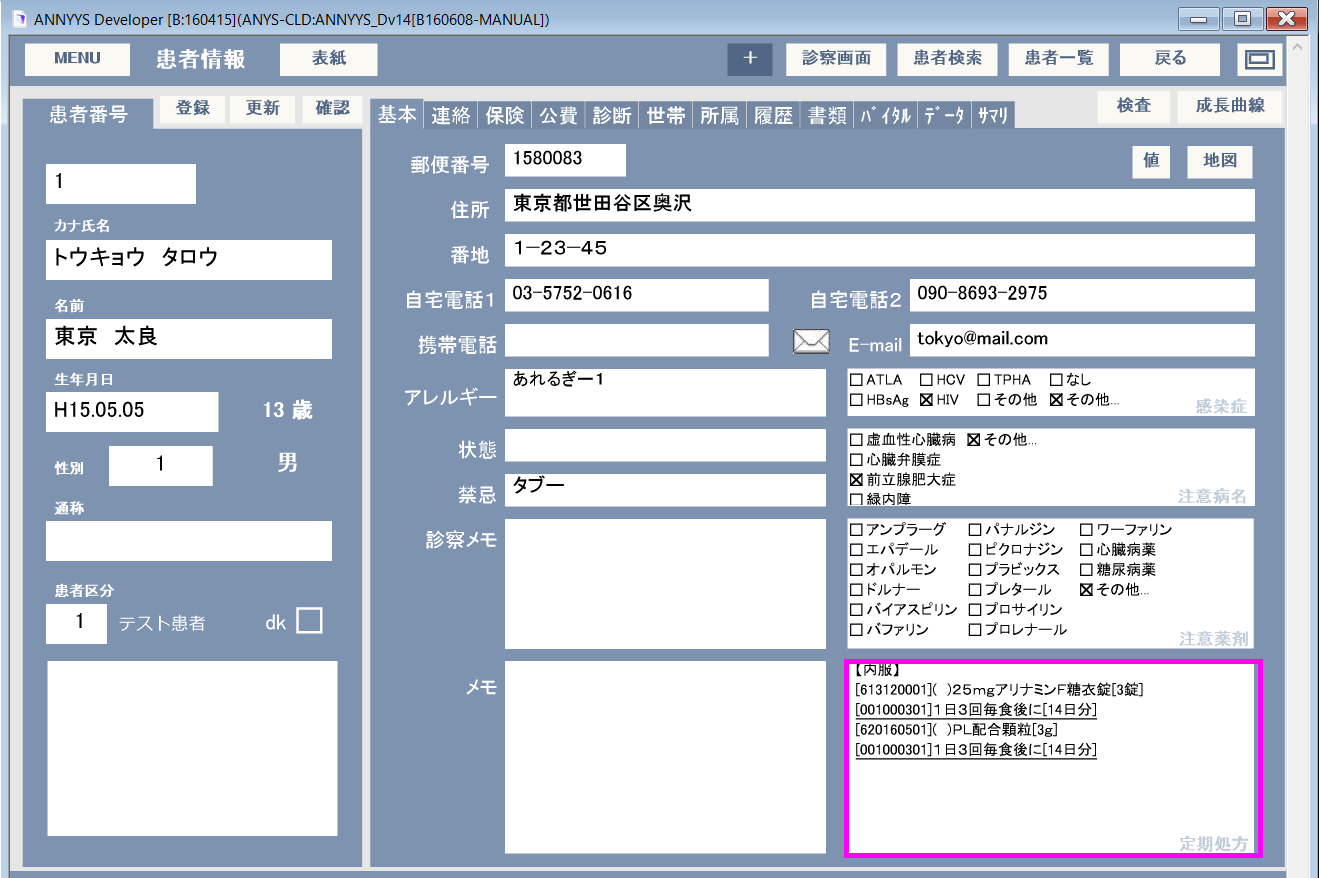 ANNYYS Developer [B:160415](ANYS-CLD:ANNYYS_Dv14[B160608-MANUAL])
MENU 患者情報 表紙 + 診察画面 患者検索 患者一覧 戻る
患者番号 登録 更新 確認
1
カナ氏名
トウキョウ　タロウ
名前
東京　太良
生年月日
H15.05.05 13 歳
性別 1 男
通称
患者区分
1 テスト患者 dk
基本 連絡 保険 公費 診断 世帯 所属 履歴 書類 ﾊﾞｲﾀﾙ ﾃﾞｰﾀ ｻﾏﾘ 検査 成長曲線
郵便番号 1580083 値 地図
住所 東京都世田谷区奥沢
番地 1−23−45
自宅電話1 03-5752-0616 自宅電話2 090-8693-2975
携帯電話 E-mail tokyo@mail.com
アレルギー あれるぎー1
□ATLA □HCV □TPHA □なし
□HBsAg ☒HIV □その他 ☒その他...
感染症
状態
禁忌 タブー
□虚血性心臓病 ☒その他...
□心臓弁膜症
☒前立腺肥大症
□緑内障
注意病名
診察メモ
□アンプラーグ □パナルジン □ワーファリン
□エパデール □ピクロナジン □心臓病薬
□オパルモン □プラビックス □糖尿病薬
□ドルナー □プレタール ☒その他...
□バイアスピリン □プロサイリン
□バファリン □プロレナール
注意薬剤
メモ
【内服】
[613120001](  )25mgアリナミンF糖衣錠[3錠]
[001000301]1日3回毎食後に[14日分]
[620160501](  )PL配合顆粒[3g]
[001000301]1日3回毎食後に[14日分]
定期処方